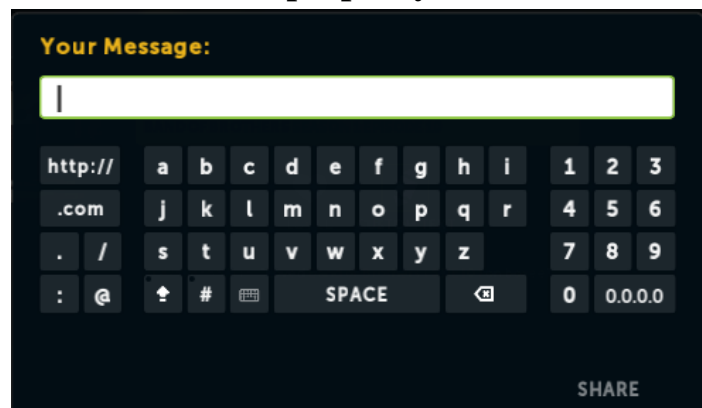 Your Message:
http:// a b c d e f g h i 1 2 3
.com j k l m n o p q r 4 5 6
. / s t u v w x y z 7 8 9
: @ # SPACE 0 0.0.0.0
SHARE